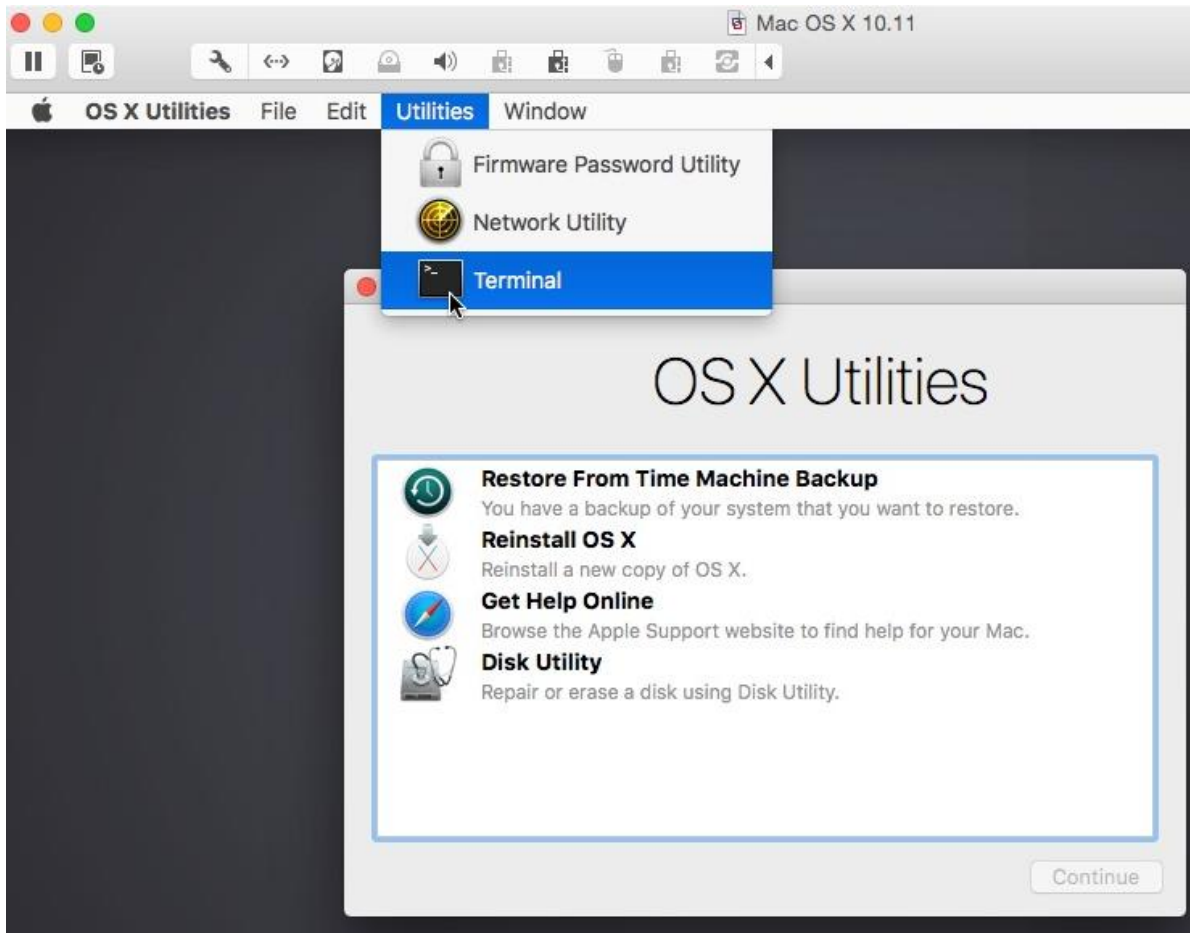 Mac OS X 10.11
OS X Utilities File Edit Utilities Window
Firmware Password Utility
Network Utility
Terminal
OS X Utilities
Restore From Time Machine Backup
You have a backup of your system that you want to restore.
Reinstall OS X
Reinstall a new copy of OS X.
Get Help Online
Browse the Apple Support website to find help for your Mac.
Disk Utility
Repair or erase a disk using Disk Utility.
Continue